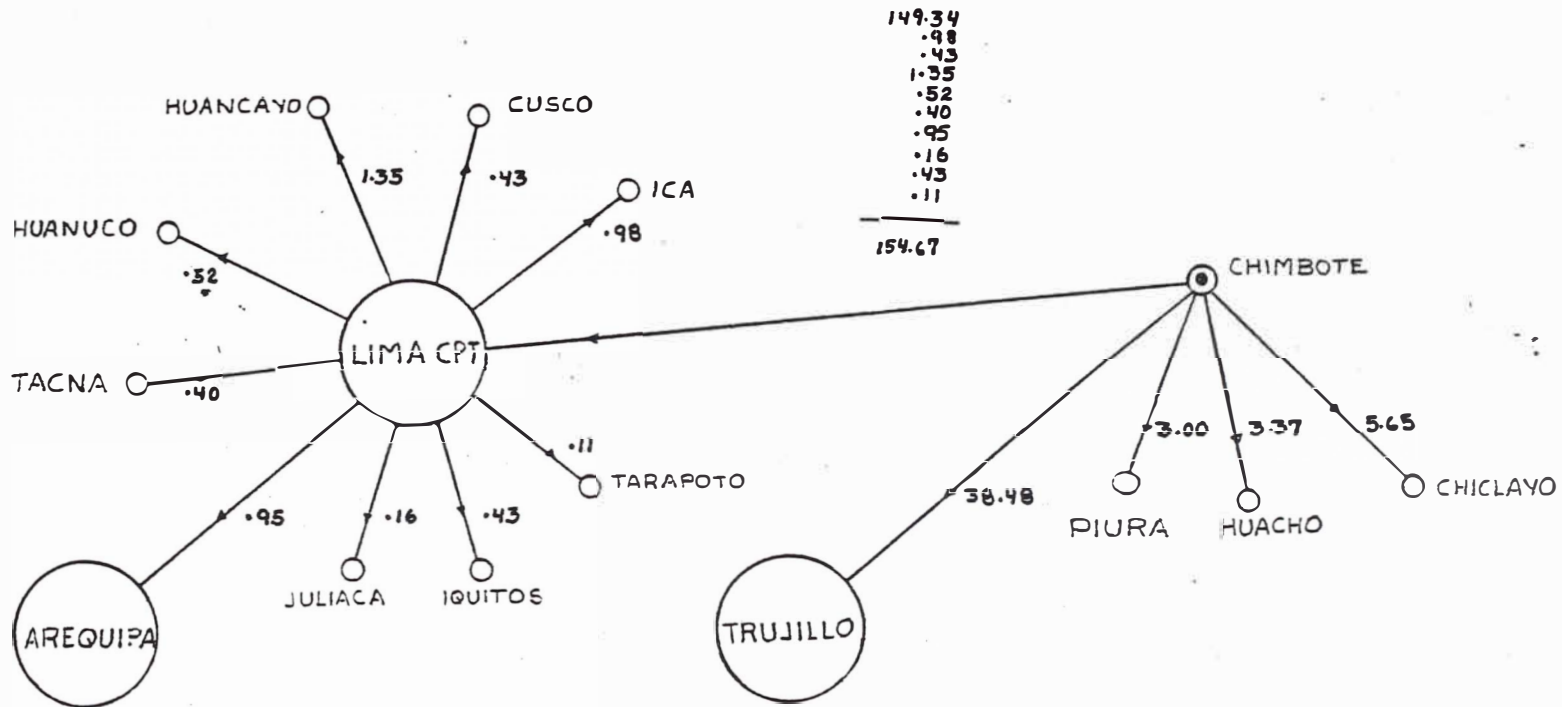 149.34
.98
.43
1.35
.52
.40
.95
.16
.43
.11
154.67
HUANCAYO
CUSCO
1.35
.43
ICA
HUANUCO
.98
.52
CHIMBOTE
LIMA CPT
TACNA
.40
.11
3.00
3.37
5.65
TARAPOTO
CHICLAYO
38.48
.95
.16
.43
PIURA
HUACHO
JULIACA
IQUITOS
AREQUIPA
TRUJILLO